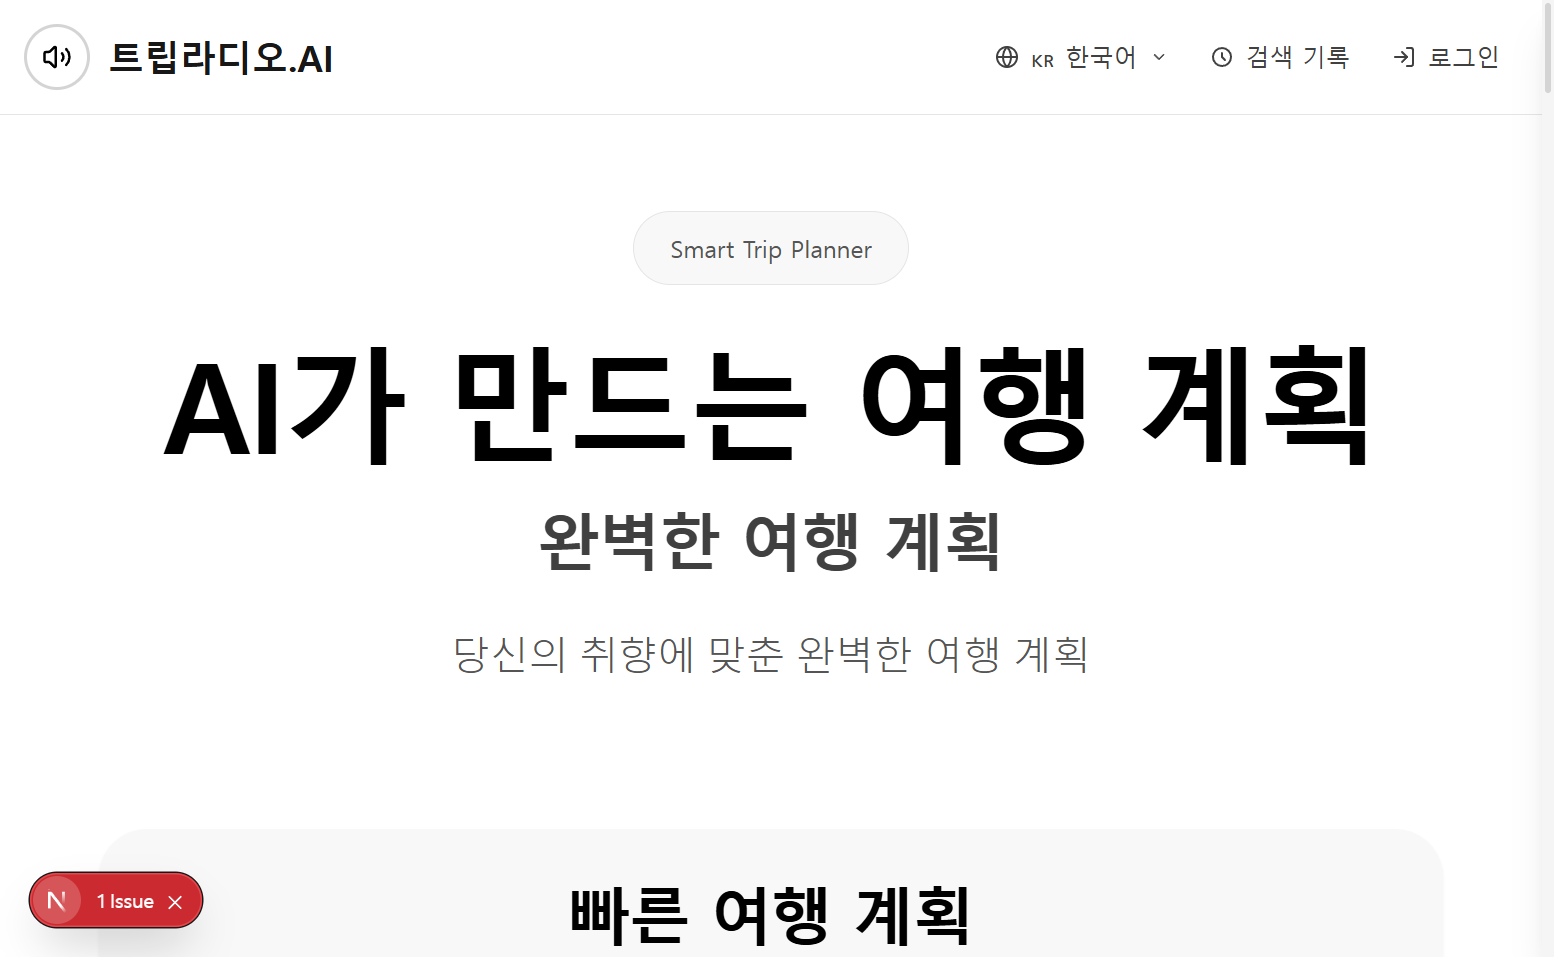 트립라디오.AI
KR 한국어
검색 기록
로그인
Smart Trip Planner
AI가 만드는 여행 계획
완벽한 여행 계획
당신의 취향에 맞춘 완벽한 여행 계획
빠른 여행 계획
N
1 Issue